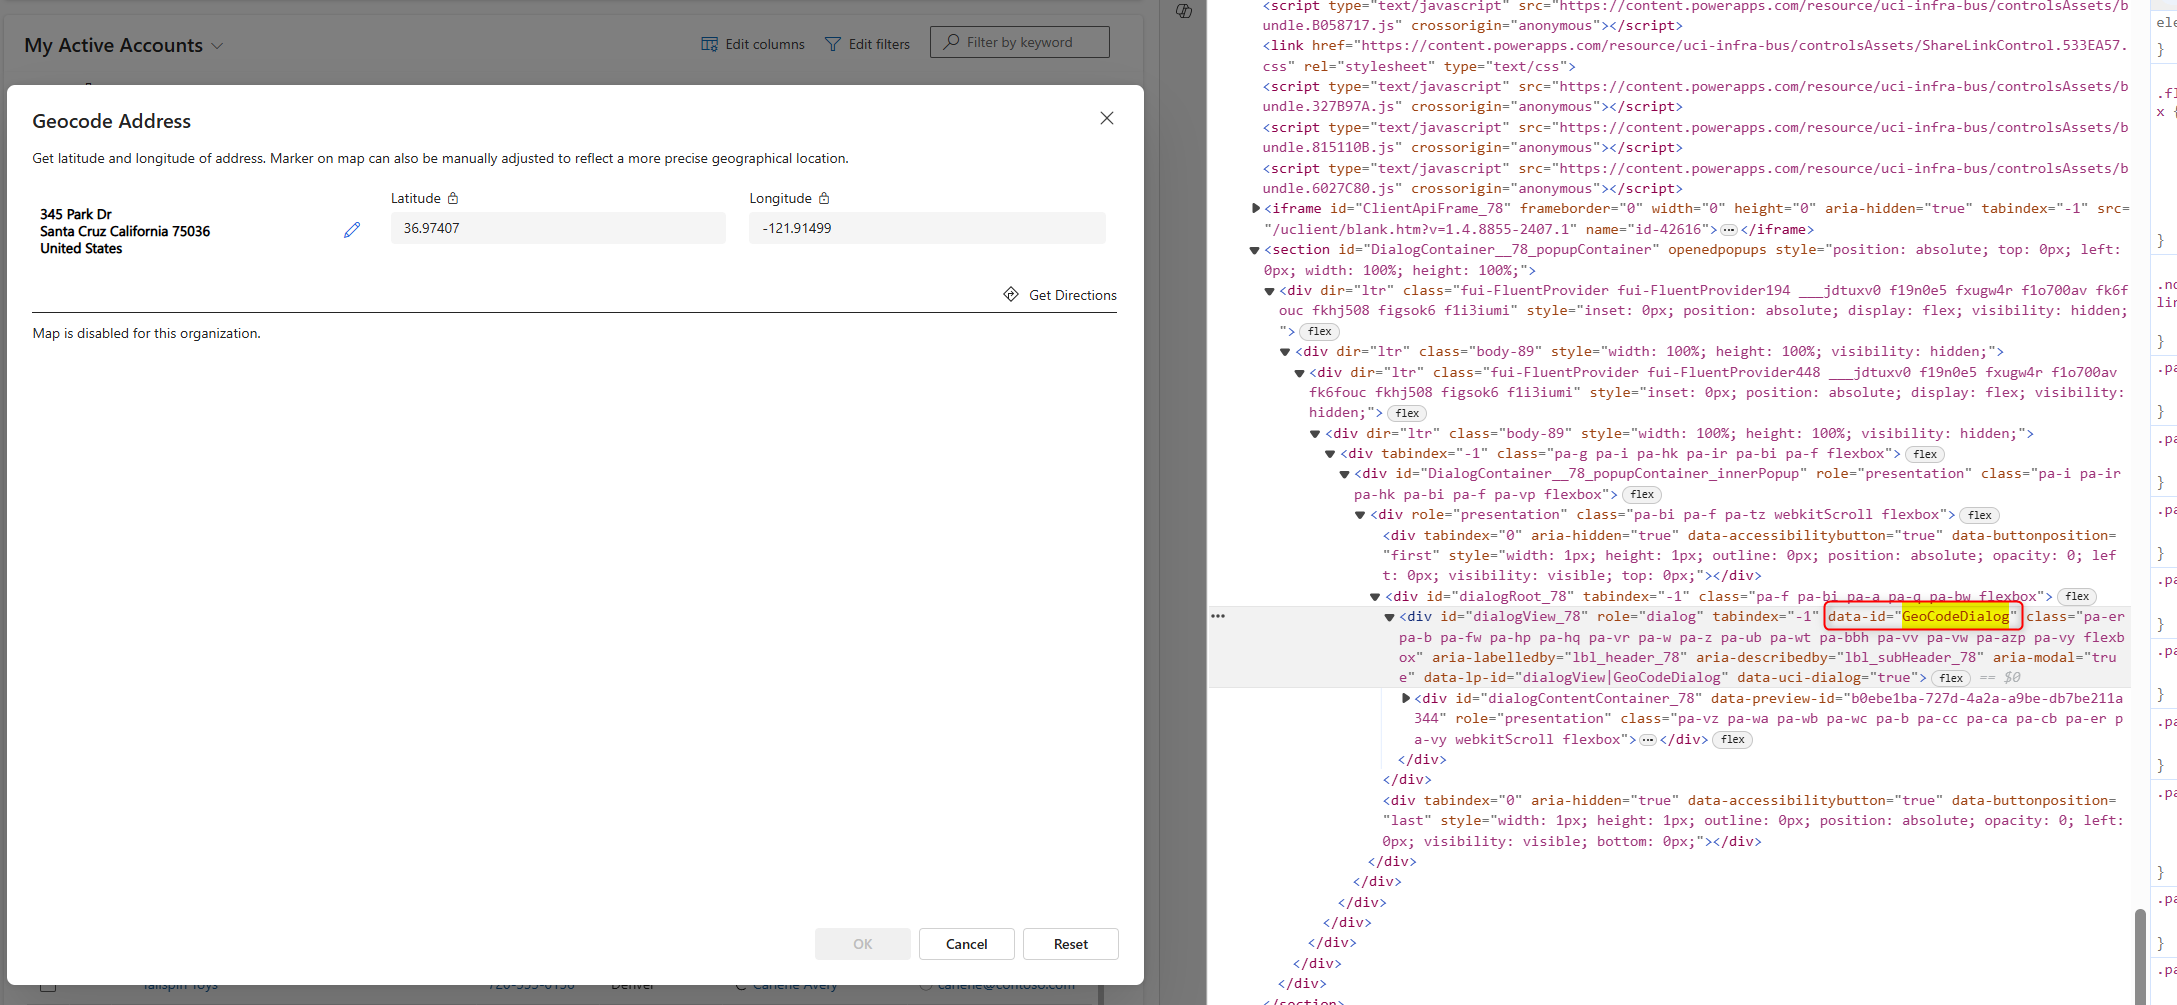 My Active Accounts
Edit columns
Edit filters
Filter by keyword
Geocode Address
Get latitude and longitude of address. Marker on map can also be manually adjusted to reflect a more precise geographical location.
Latitude
Longitude
345 Park Dr
Santa Cruz California 75036
United States
36.97407
-121.91499
Get Directions
Map is disabled for this organization.
OK
Cancel
Reset
Denver
<script type="text/javascript" src="https://content.powerapps.com/resource/uci-infra-bus/controlsAssets/b
undle.B058717.js" crossorigin="anonymous"></script>
<link href="https://content.powerapps.com/resource/uci-infra-bus/controlsAssets/ShareLinkControl.533EA57.
css" rel="stylesheet" type="text/css">
<script type="text/javascript" src="https://content.powerapps.com/resource/uci-infra-bus/controlsAssets/b
undle.327B97A.js" crossorigin="anonymous"></script>
<script type="text/javascript" src="https://content.powerapps.com/resource/uci-infra-bus/controlsAssets/b
undle.815110B.js" crossorigin="anonymous"></script>
<script type="text/javascript" src="https://content.powerapps.com/resource/uci-infra-bus/controlsAssets/b
undle.6027C80.js" crossorigin="anonymous"></script>
<iframe id="ClientApiFrame_78" frameborder="0" width="0" height="0" aria-hidden="true" tabindex="-1" src=
"/uclient/blank.htm?v=1.4.8855-2407.1" name="id-42616">…</iframe>
<section id="DialogContainer__78_popupContainer" openedpopups style="position: absolute; top: 0px; left:
0px; width: 100%; height: 100%;">
<div dir="ltr" class="fui-FluentProvider fui-FluentProvider194 ___jdtuxv0 f19n0e5 fxugw4r f1o700av fk6f
ouc fkhj508 figsok6 f1i3iumi" style="inset: 0px; position: absolute; display: flex; visibility: hidden;
"> flex
<div dir="ltr" class="body-89" style="width: 100%; height: 100%; visibility: hidden;">
<div dir="ltr" class="fui-FluentProvider fui-FluentProvider448 ___jdtuxv0 f19n0e5 fxugw4r f1o700av
fk6fouc fkhj508 figsok6 f1i3iumi" style="inset: 0px; position: absolute; display: flex; visibility:
hidden;"> flex
<div dir="ltr" class="body-89" style="width: 100%; height: 100%; visibility: hidden;">
<div tabindex="-1" class="pa-g pa-i pa-hk pa-ir pa-bi pa-f flexbox"> flex
<div id="DialogContainer__78_popupContainer_innerPopup" role="presentation" class="pa-i pa-ir
pa-hk pa-bi pa-f pa-vp flexbox"> flex
<div role="presentation" class="pa-bi pa-f pa-tz webkitScroll flexbox"> flex
<div tabindex="0" aria-hidden="true" data-accessibilitybutton="true" data-buttonposition=
"first" style="width: 1px; height: 1px; outline: 0px; position: absolute; opacity: 0; lef
t: 0px; visibility: visible; top: 0px;"></div>
<div id="dialogRoot_78" tabindex="-1" class="pa-f pa-bi pa-a pa-q pa-bw flexbox"> flex
<div id="dialogView_78" role="dialog" tabindex="-1" data-id="GeoCodeDialog" class="pa-er
pa-b pa-fw pa-hp pa-hq pa-vr pa-w pa-z pa-ub pa-wt pa-bbh pa-vv pa-vw pa-azp pa-vy flexb
ox" aria-labelledby="lbl_header_78" aria-describedby="lbl_subHeader_78" aria-modal="tru
e" data-lp-id="dialogView|GeoCodeDialog" data-uci-dialog="true"> flex == $0
<div id="dialogContentContainer_78" data-preview-id="b0ebe1ba-727d-4a2a-a9be-db7be211a
344" role="presentation" class="pa-vz pa-wa pa-wb pa-wc pa-b pa-cc pa-ca pa-cb pa-er p
a-vy webkitScroll flexbox">…</div> flex
</div>
</div>
<div tabindex="0" aria-hidden="true" data-accessibilitybutton="true" data-buttonposition=
"last" style="width: 1px; height: 1px; outline: 0px; position: absolute; opacity: 0; left:
0px; visibility: visible; bottom: 0px;"></div>
</div>
</div>
</div>
</div>
</div>
</div>
</div>
ele
}
.fl
x {
}
.no
lin
}
.pa
}
.pa
}
.pa
}
.pa
}
.pa
}
.pa
}
.pa
}
.pa
}
.pa